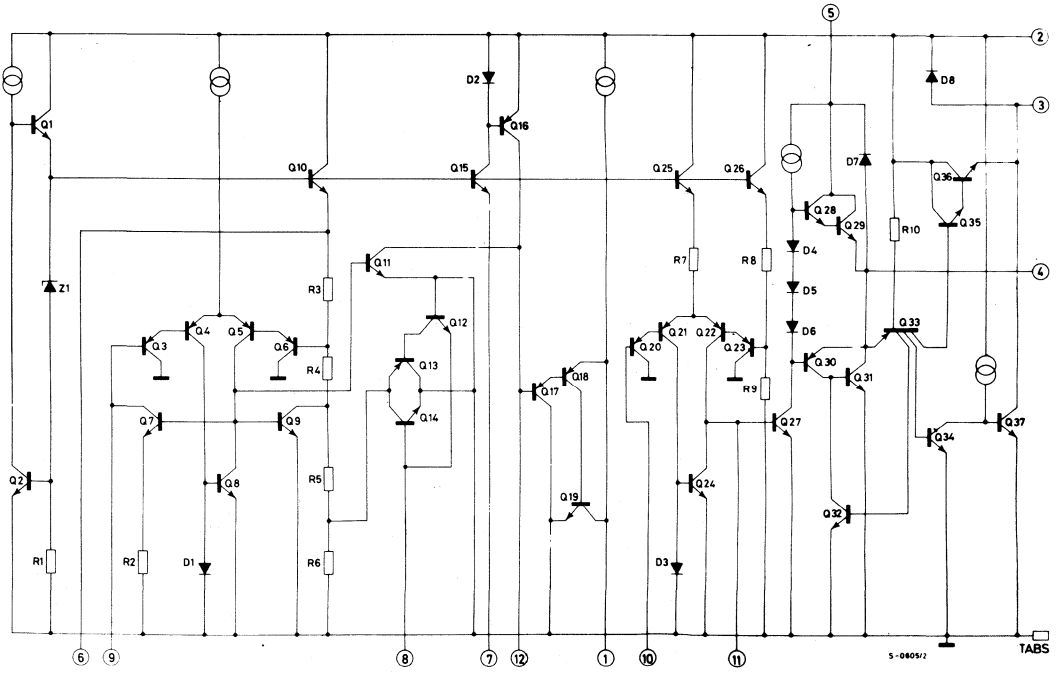 5
2
D2
D8
3
Q1
Q16
Q10
Q15
Q25
Q26
D7
Q36
Q28
Q29
R10
Q35
Q11
R7
R8
D4
4
Z1
R3
D5
Q12
Q3
Q4
Q5
Q6
Q20
Q21
Q22
Q23
D6
Q33
R4
Q13
Q18
Q17
R9
Q30
Q31
Q7
Q9
Q14
Q27
Q34
Q37
Q2
Q8
R5
Q19
Q24
Q32
R1
R2
D1
R6
D3
6
9
8
7
12
1
10
11
S-0605/2
TABS